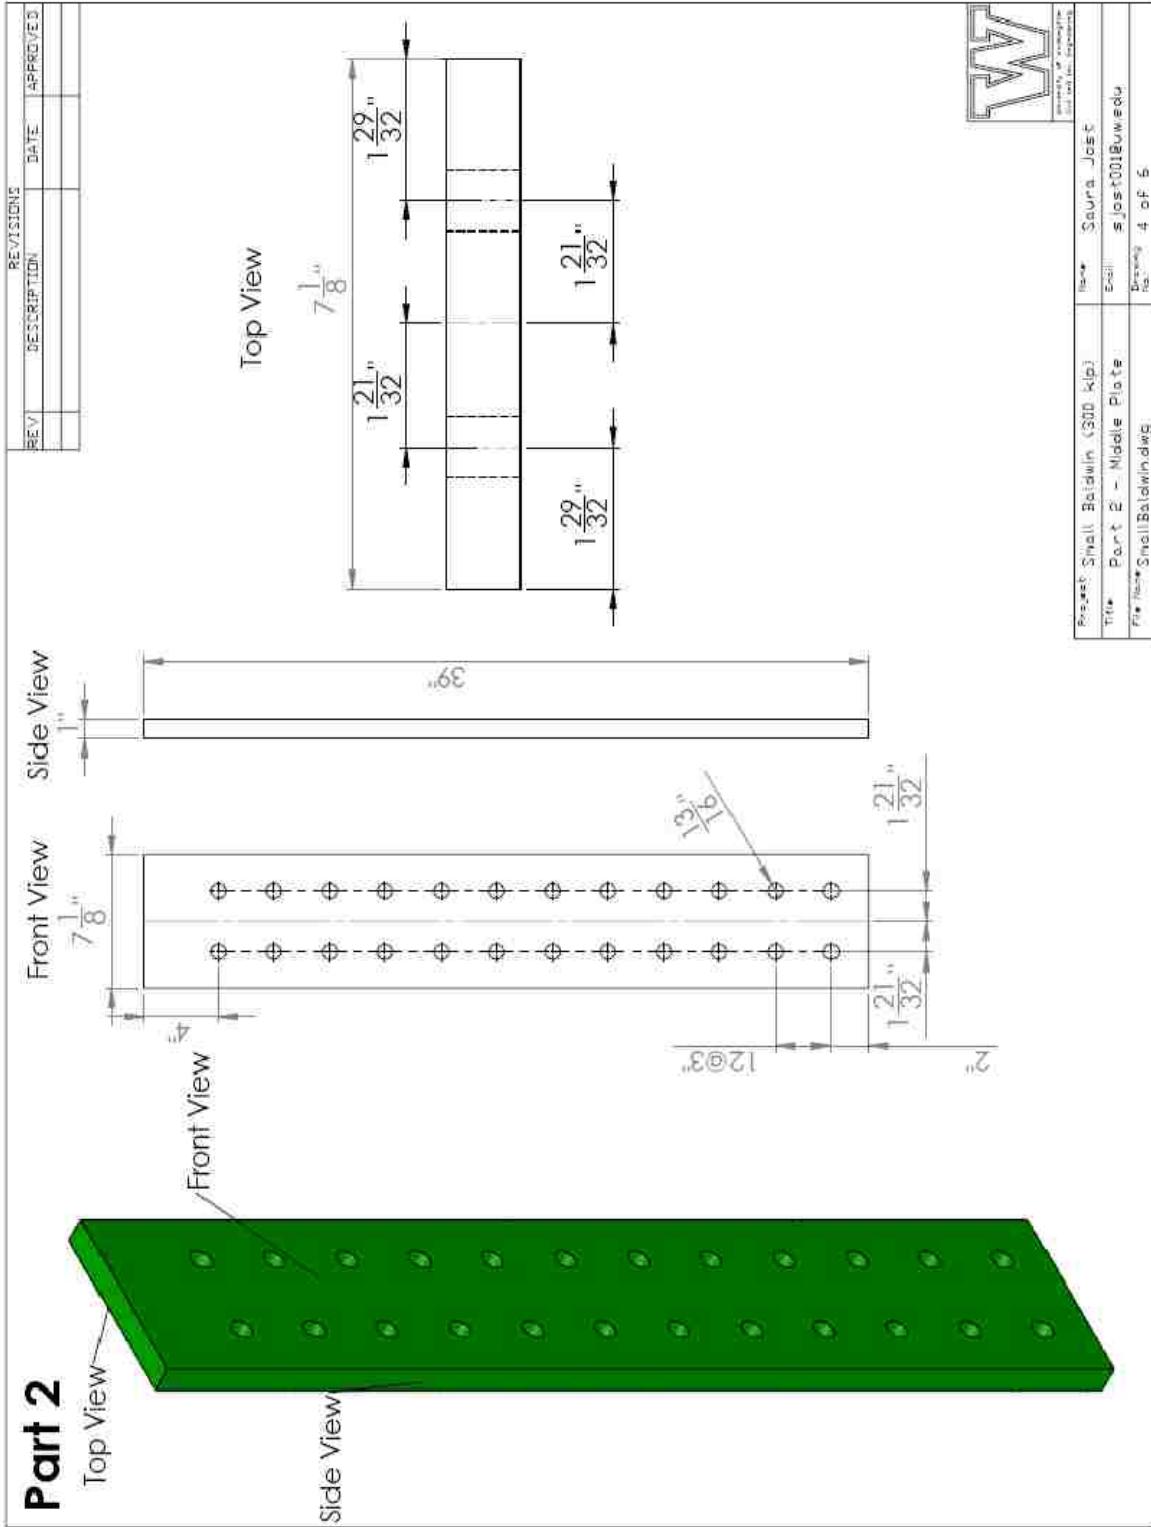 Part 2
Top View
Front View
Side View
Front View
7 1/8"
4"
12@3"
2"
13/16"
1 21/32"
1 21/32"
Side View
1"
39"
Top View
7 1/8"
1 21/32"
1 29/32"
1 29/32"
1 21/32"
REVISIONS
REV DESCRIPTION DATE APPROVED
W
Project Small Baldwin (300 kip) Name Saura Jost
Title Part 2 - Middle Plate Email sjost001@uw.edu
File Name SmallBaldwin.dwg Drawing No. 4 of 6